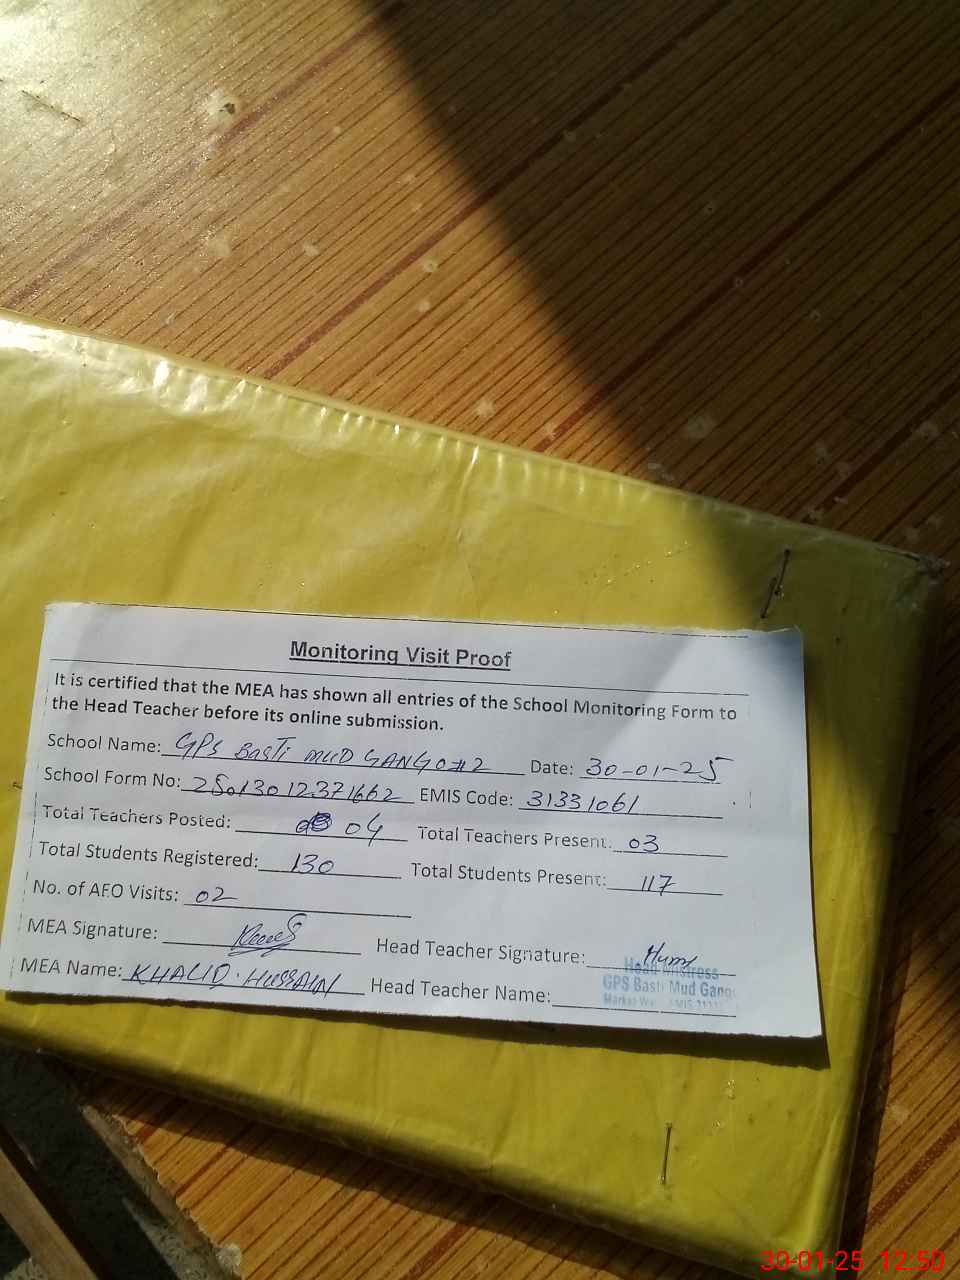 Monitoring Visit Proof
It is certified that the MEA has shown all entries of the School Monitoring Form to
the Head Teacher before its online submission.
School Name: GPS BASTI MUD GANGO#2 Date: 30-01-25
School Form No: 25013012371662 EMIS Code: 31331061
Total Teachers Posted: 04 Total Teachers Present: 03
Total Students Registered: 130 Total Students Present: 117
No. of AEO Visits: 02
MEA Signature: Head Teacher Signature:
Head Mistress
MEA Name: KHALID HUSSAIN Head Teacher Name: GPS Basti Mud Gango
30-01-25 12:50